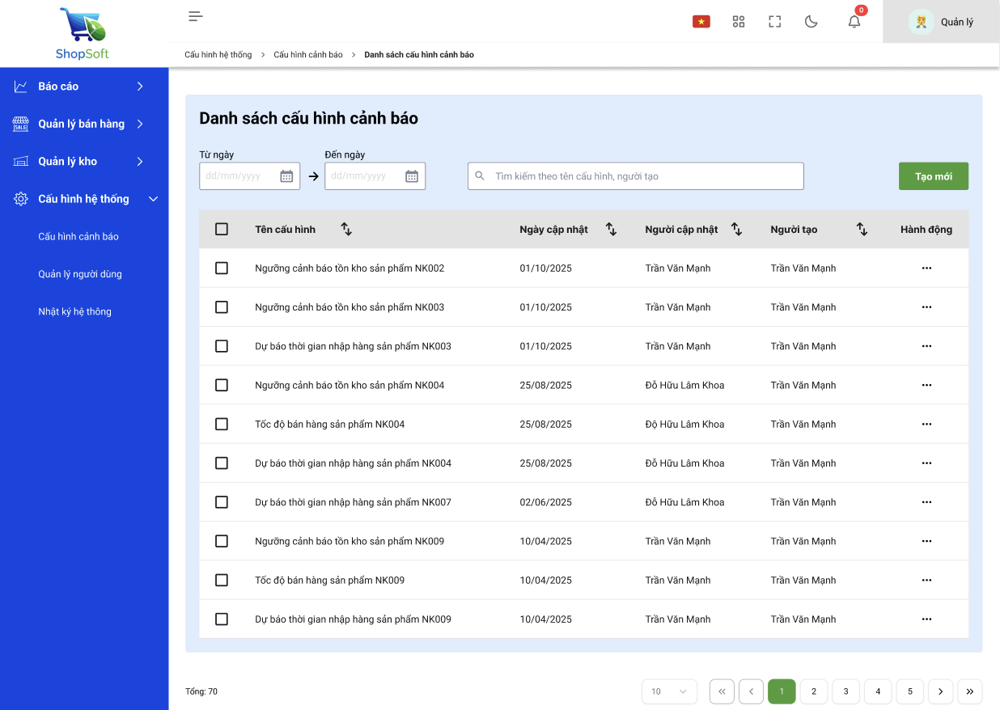 ShopSoft
0
Quản lý
Cấu hinh hệ thống > Cấu hình cảnh báo > Danh sách cấu hình cảnh báo
Báo cáo
Quản lý bán hàng
SALE
Quản lý kho
Cấu hình hệ thống
Cấu hình cảnh báo
Quản lý người dùng
Nhật ký hệ thông
Danh sách cấu hình cảnh báo
Từ ngày Đến ngày
dd/mm/yyyy dd/mm/yyyy Tìm kiếm theo tên cấu hình, người tạo Tạo mới
Tên cấu hình Ngày cập nhật Người cập nhật Người tạo Hành động
Ngưỡng cảnh báo tồn kho sản phẩm NK002 01/10/2025 Trần Văn Mạnh Trần Văn Mạnh
Ngưỡng cảnh báo tồn kho sản phẩm NK003 01/10/2025 Trần Văn Mạnh Trần Văn Mạnh
Dự báo thời gian nhập hàng sản phẩm NK003 01/10/2025 Trần Văn Mạnh Trần Văn Mạnh
Ngưỡng cảnh báo tồn kho sản phẩm NK004 25/08/2025 Đỗ Hữu Lâm Khoa Trần Văn Mạnh
Tốc độ bán hàng sản phẩm NK004 25/08/2025 Độ Hữu Lâm Khoa Trần Văn Mạnh
Dự báo thời gian nhập hàng sản phẩm NK004 25/08/2025 Đỗ Hữu Lâm Khoa Trần Văn Mạnh
Dự báo thời gian nhập hàng sản phẩm NK007 02/06/2025 Đỗ Hữu Lâm Khoa Trần Văn Mạnh
Ngưỡng cảnh báo tồn kho sản phẩm NK009 10/04/2025 Trần Văn Mạnh Trần Văn Mạnh
Tốc độ bán hàng sản phẩm NK009 10/04/2025 Trần Văn Mạnh Trần Văn Mạnh
Dự báo thời gian nhập hàng sản phẩm NK009 10/04/2025 Trần Văn Mạnh Trần Văn Mạnh
Tổng: 70 10 1 2 3 4 5